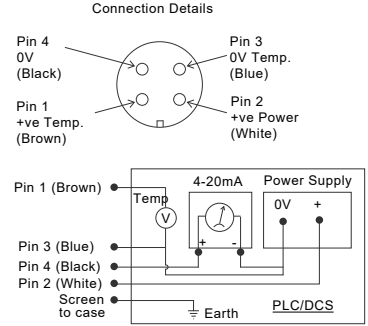 Connection Details
Pin 4
0V
(Black)
Pin 3
0V Temp.
(Blue)
Pin 1
+ve Temp.
(Brown)
Pin 2
+ve Power
(White)
Pin 1 (Brown)
Temp
V
4-20mA
+ -
Power Supply
0V +
Pin 3 (Blue)
Pin 4 (Black)
Pin 2 (White)
Screen
to case
Earth
PLC/DCS